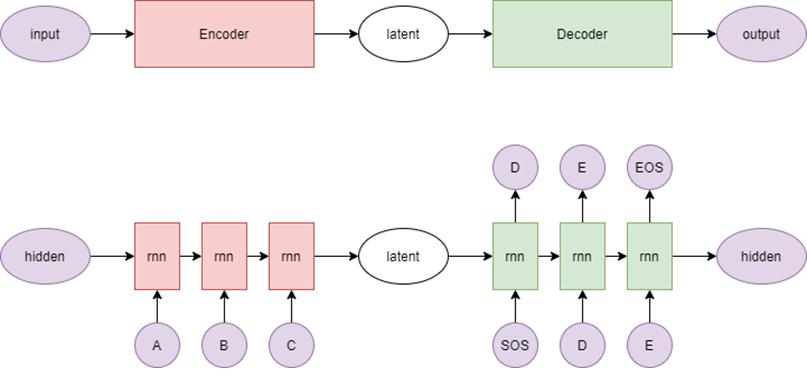 input Encoder latent Decoder output
D E EOS
hidden rnn rnn rnn latent rnn rnn rnn hidden
A B C SOS D E